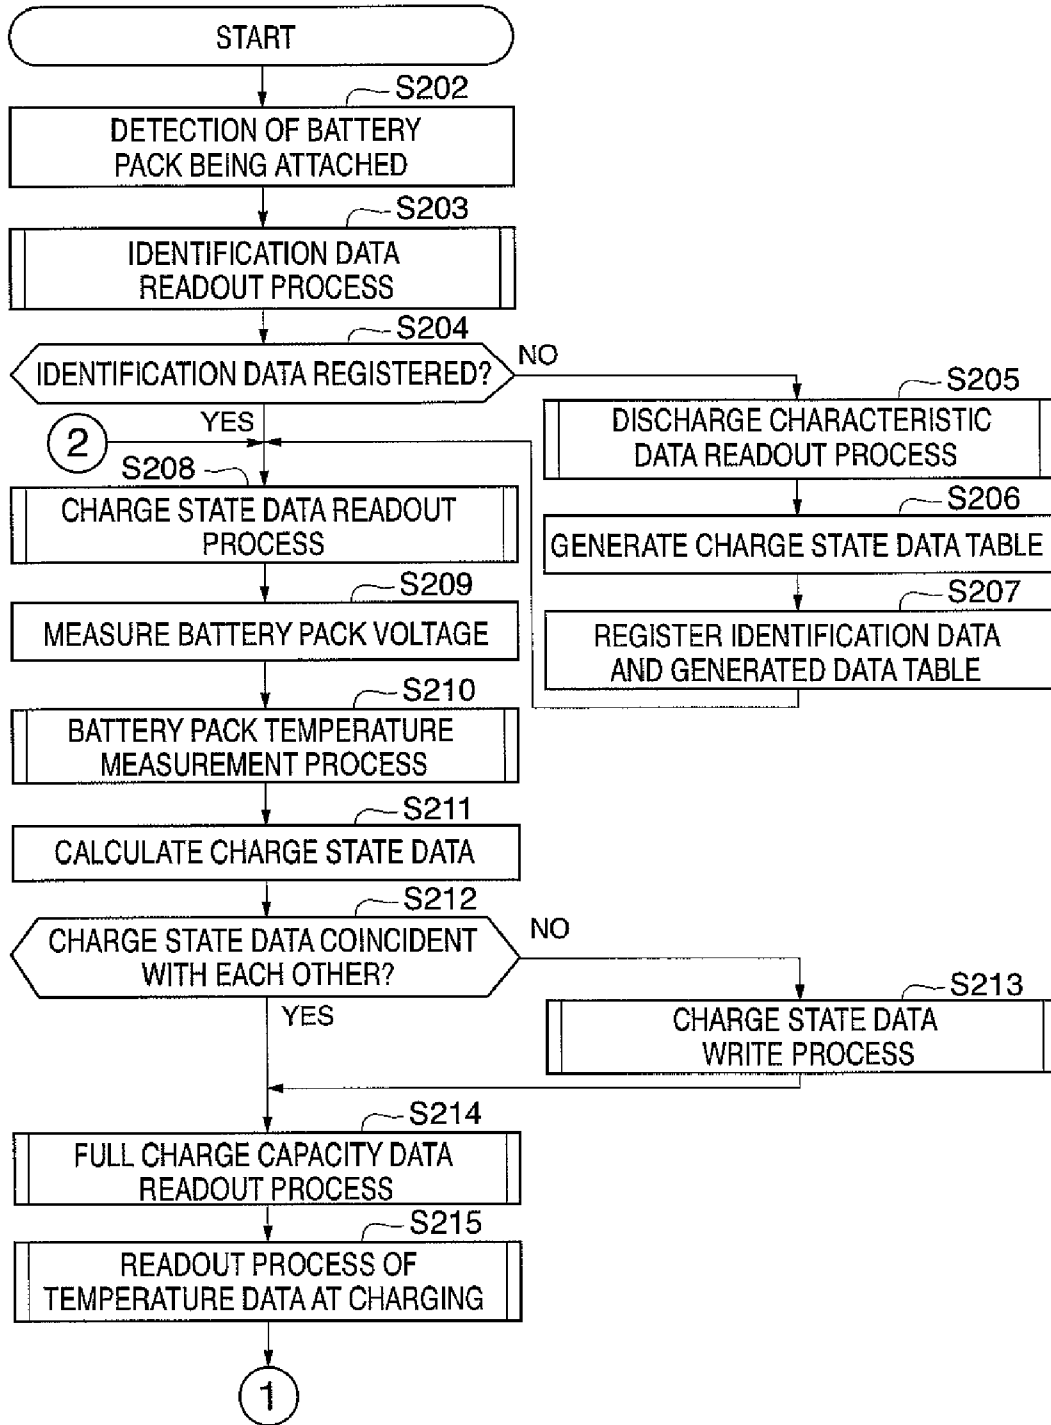 START
S202
DETECTION OF BATTERY
PACK BEING ATTACHED
S203
IDENTIFICATION DATA
READOUT PROCESS
S204
IDENTIFICATION DATA REGISTERED?
NO
YES
S205
DISCHARGE CHARACTERISTIC
DATA READOUT PROCESS
S206
GENERATE CHARGE STATE DATA TABLE
S207
REGISTER IDENTIFICATION DATA
AND GENERATED DATA TABLE
2
S208
CHARGE STATE DATA READOUT
PROCESS
S209
MEASURE BATTERY PACK VOLTAGE
S210
BATTERY PACK TEMPERATURE
MEASUREMENT PROCESS
S211
CALCULATE CHARGE STATE DATA
S212
CHARGE STATE DATA COINCIDENT
WITH EACH OTHER?
NO
YES
S213
CHARGE STATE DATA
WRITE PROCESS
S214
FULL CHARGE CAPACITY DATA
READOUT PROCESS
S215
READOUT PROCESS OF
TEMPERATURE DATA AT CHARGING
1